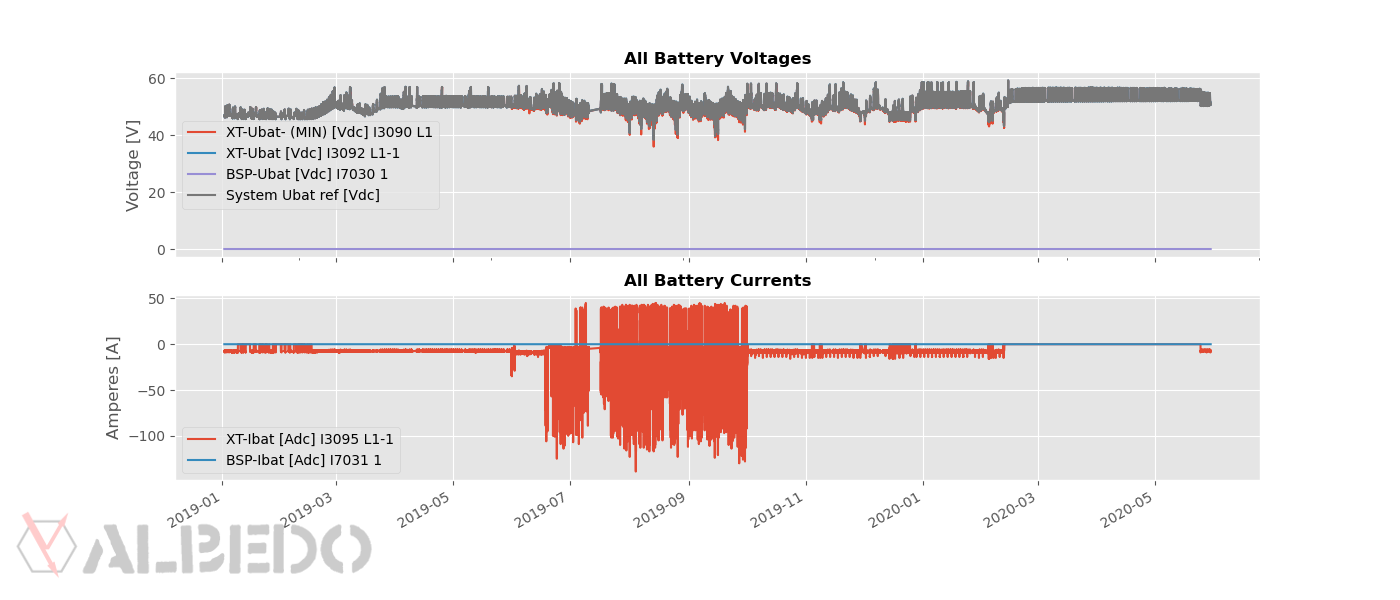 All Battery Voltages
Voltage [V]
60
40
20
0
XT-Ubat- (MIN) [Vdc] I3090 L1
XT-Ubat [Vdc] I3092 L1-1
BSP-Ubat [Vdc] I7030 1
System Ubat ref [Vdc]
All Battery Currents
Amperes [A]
50
0
−50
−100
XT-Ibat [Adc] I3095 L1-1
BSP-Ibat [Adc] I7031 1
2019-01 2019-03 2019-05 2019-07 2019-09 2019-11 2020-01 2020-03 2020-05
ALBEDO